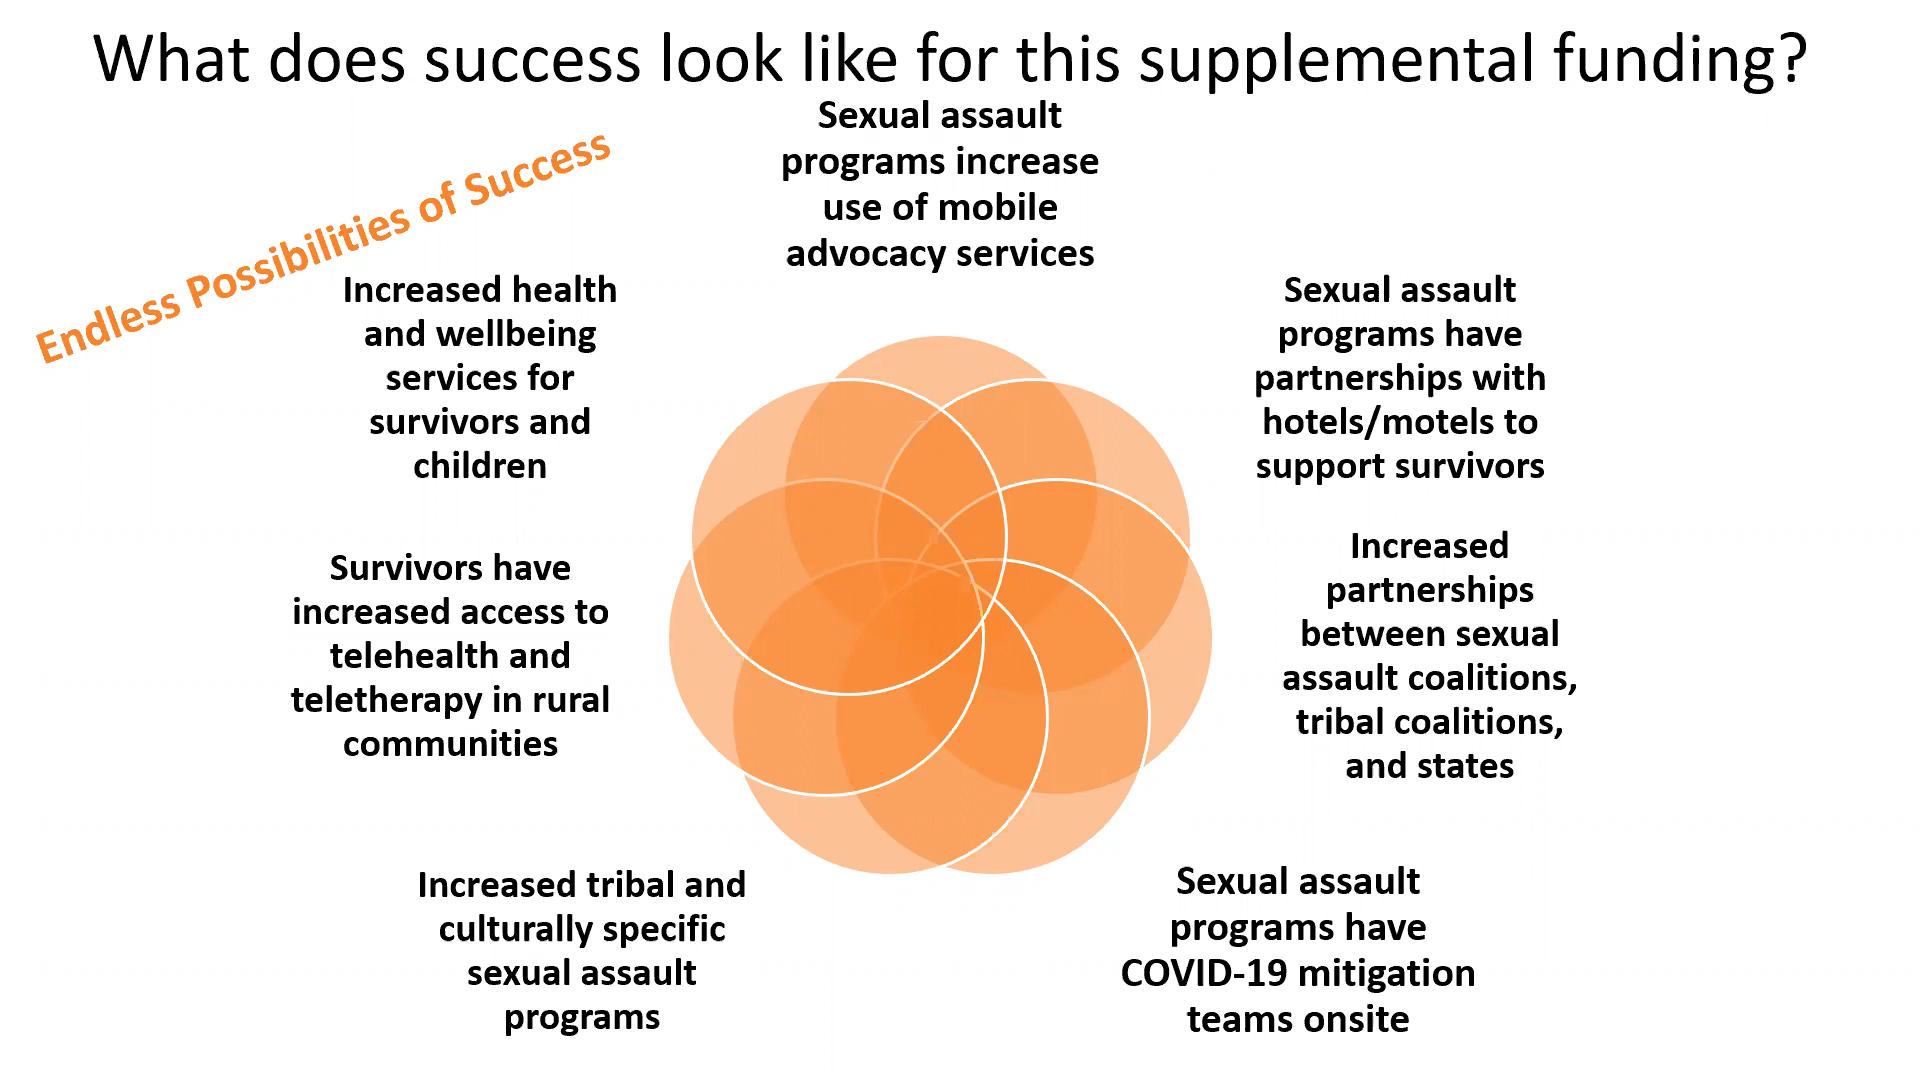 What does success look like for this supplemental funding?
Endless Possibilities of Success
Sexual assault
programs increase
use of mobile
advocacy services
Sexual assault
programs have
partnerships with
hotels/motels to
support survivors
Increased
partnerships
between sexual
assault coalitions,
tribal coalitions,
and states
Sexual assault
programs have
COVID-19 mitigation
teams onsite
Increased tribal and
culturally specific
sexual assault
programs
Survivors have
increased access to
telehealth and
teletherapy in rural
communities
Increased health
and wellbeing
services for
survivors and
children